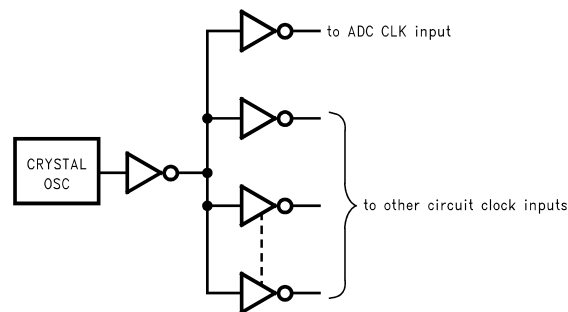 to ADC CLK input
CRYSTAL
OSC
to other circuit clock inputs